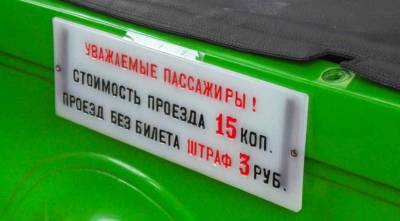 УВАЖАЕМЫЕ ПАССАЖИРЫ!
СТОИМОСТЬ ПРОЕЗДА 15 КОП.
ПРОЕЗД БЕЗ БИЛЕТА ШТРАФ 3 РУБ.